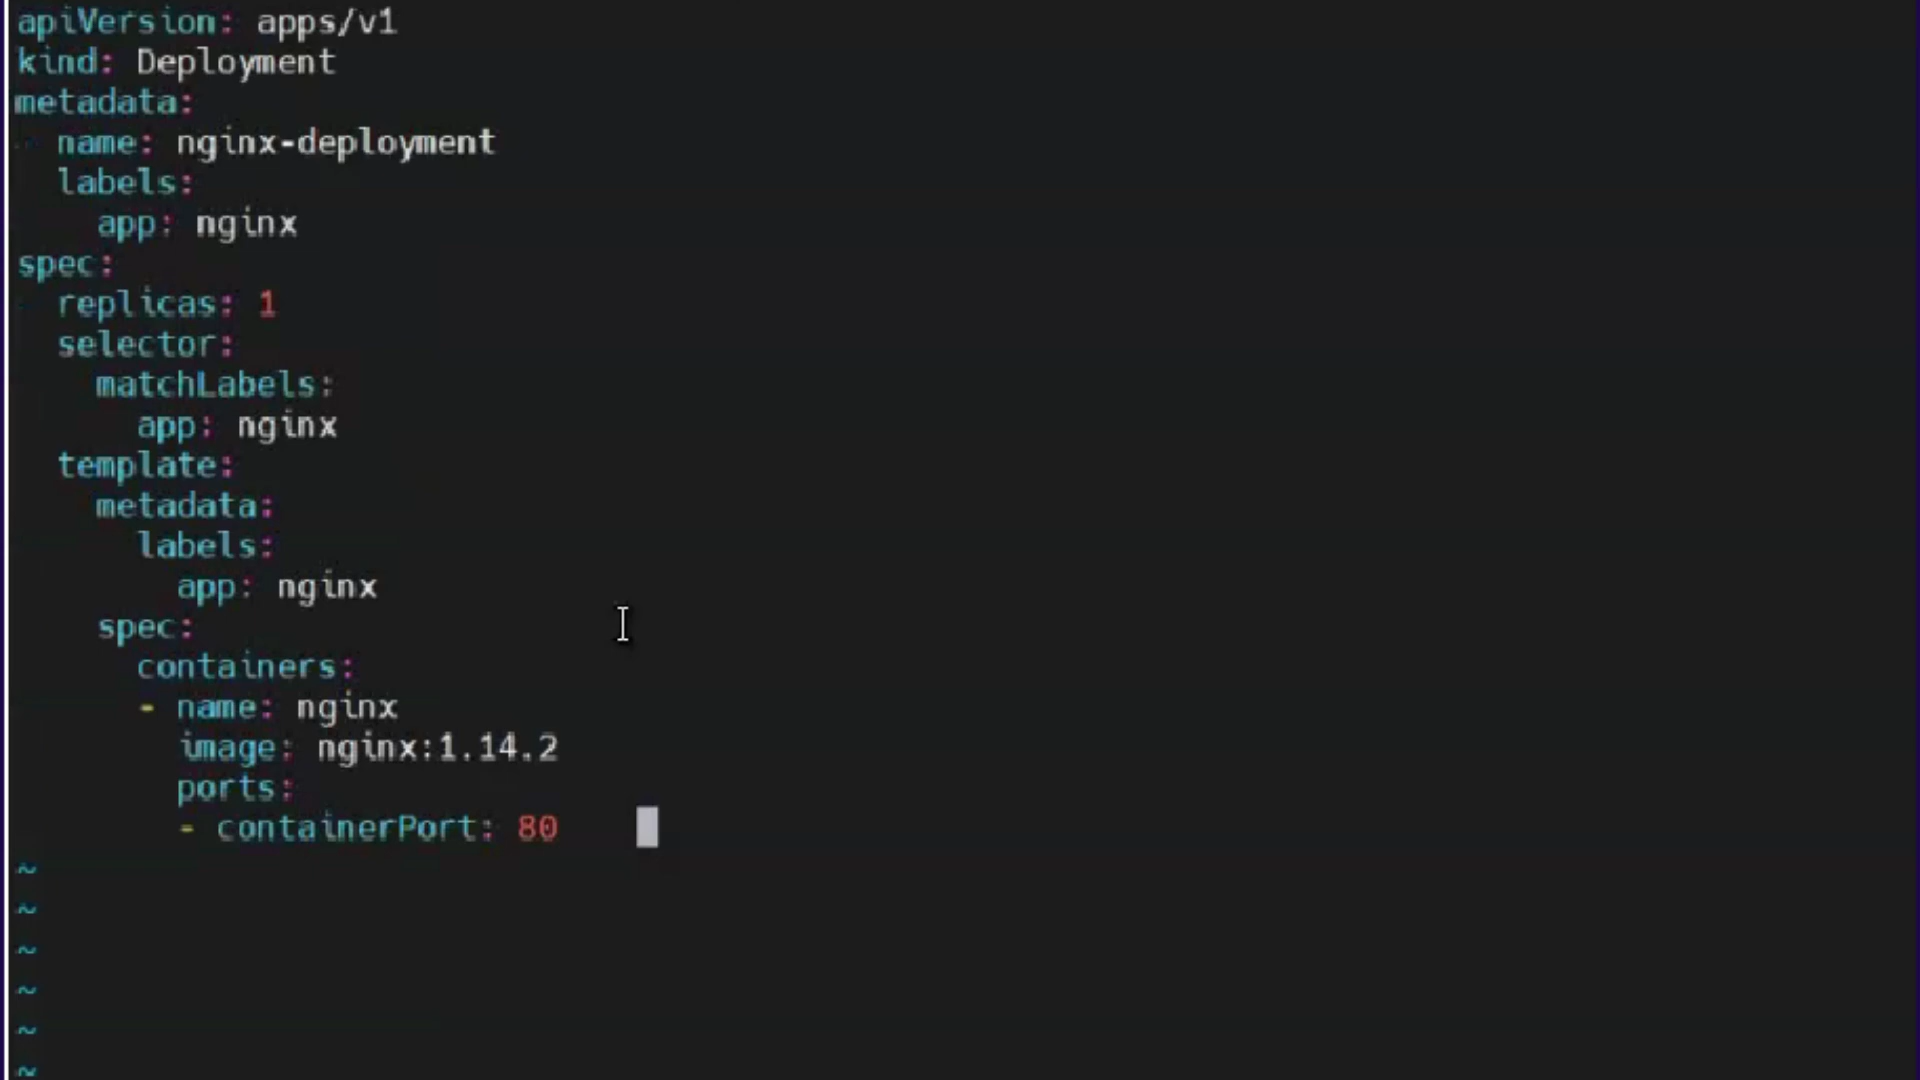 apiVersion: apps/v1
kind: Deployment
metadata:
  name: nginx-deployment
  labels:
    app: nginx
spec:
  replicas: 1
  selector:
    matchLabels:
      app: nginx
  template:
    metadata:
      labels:
        app: nginx
    spec:
      containers:
      - name: nginx
        image: nginx:1.14.2
        ports:
        - containerPort: 80
~
~
~
~
~
~